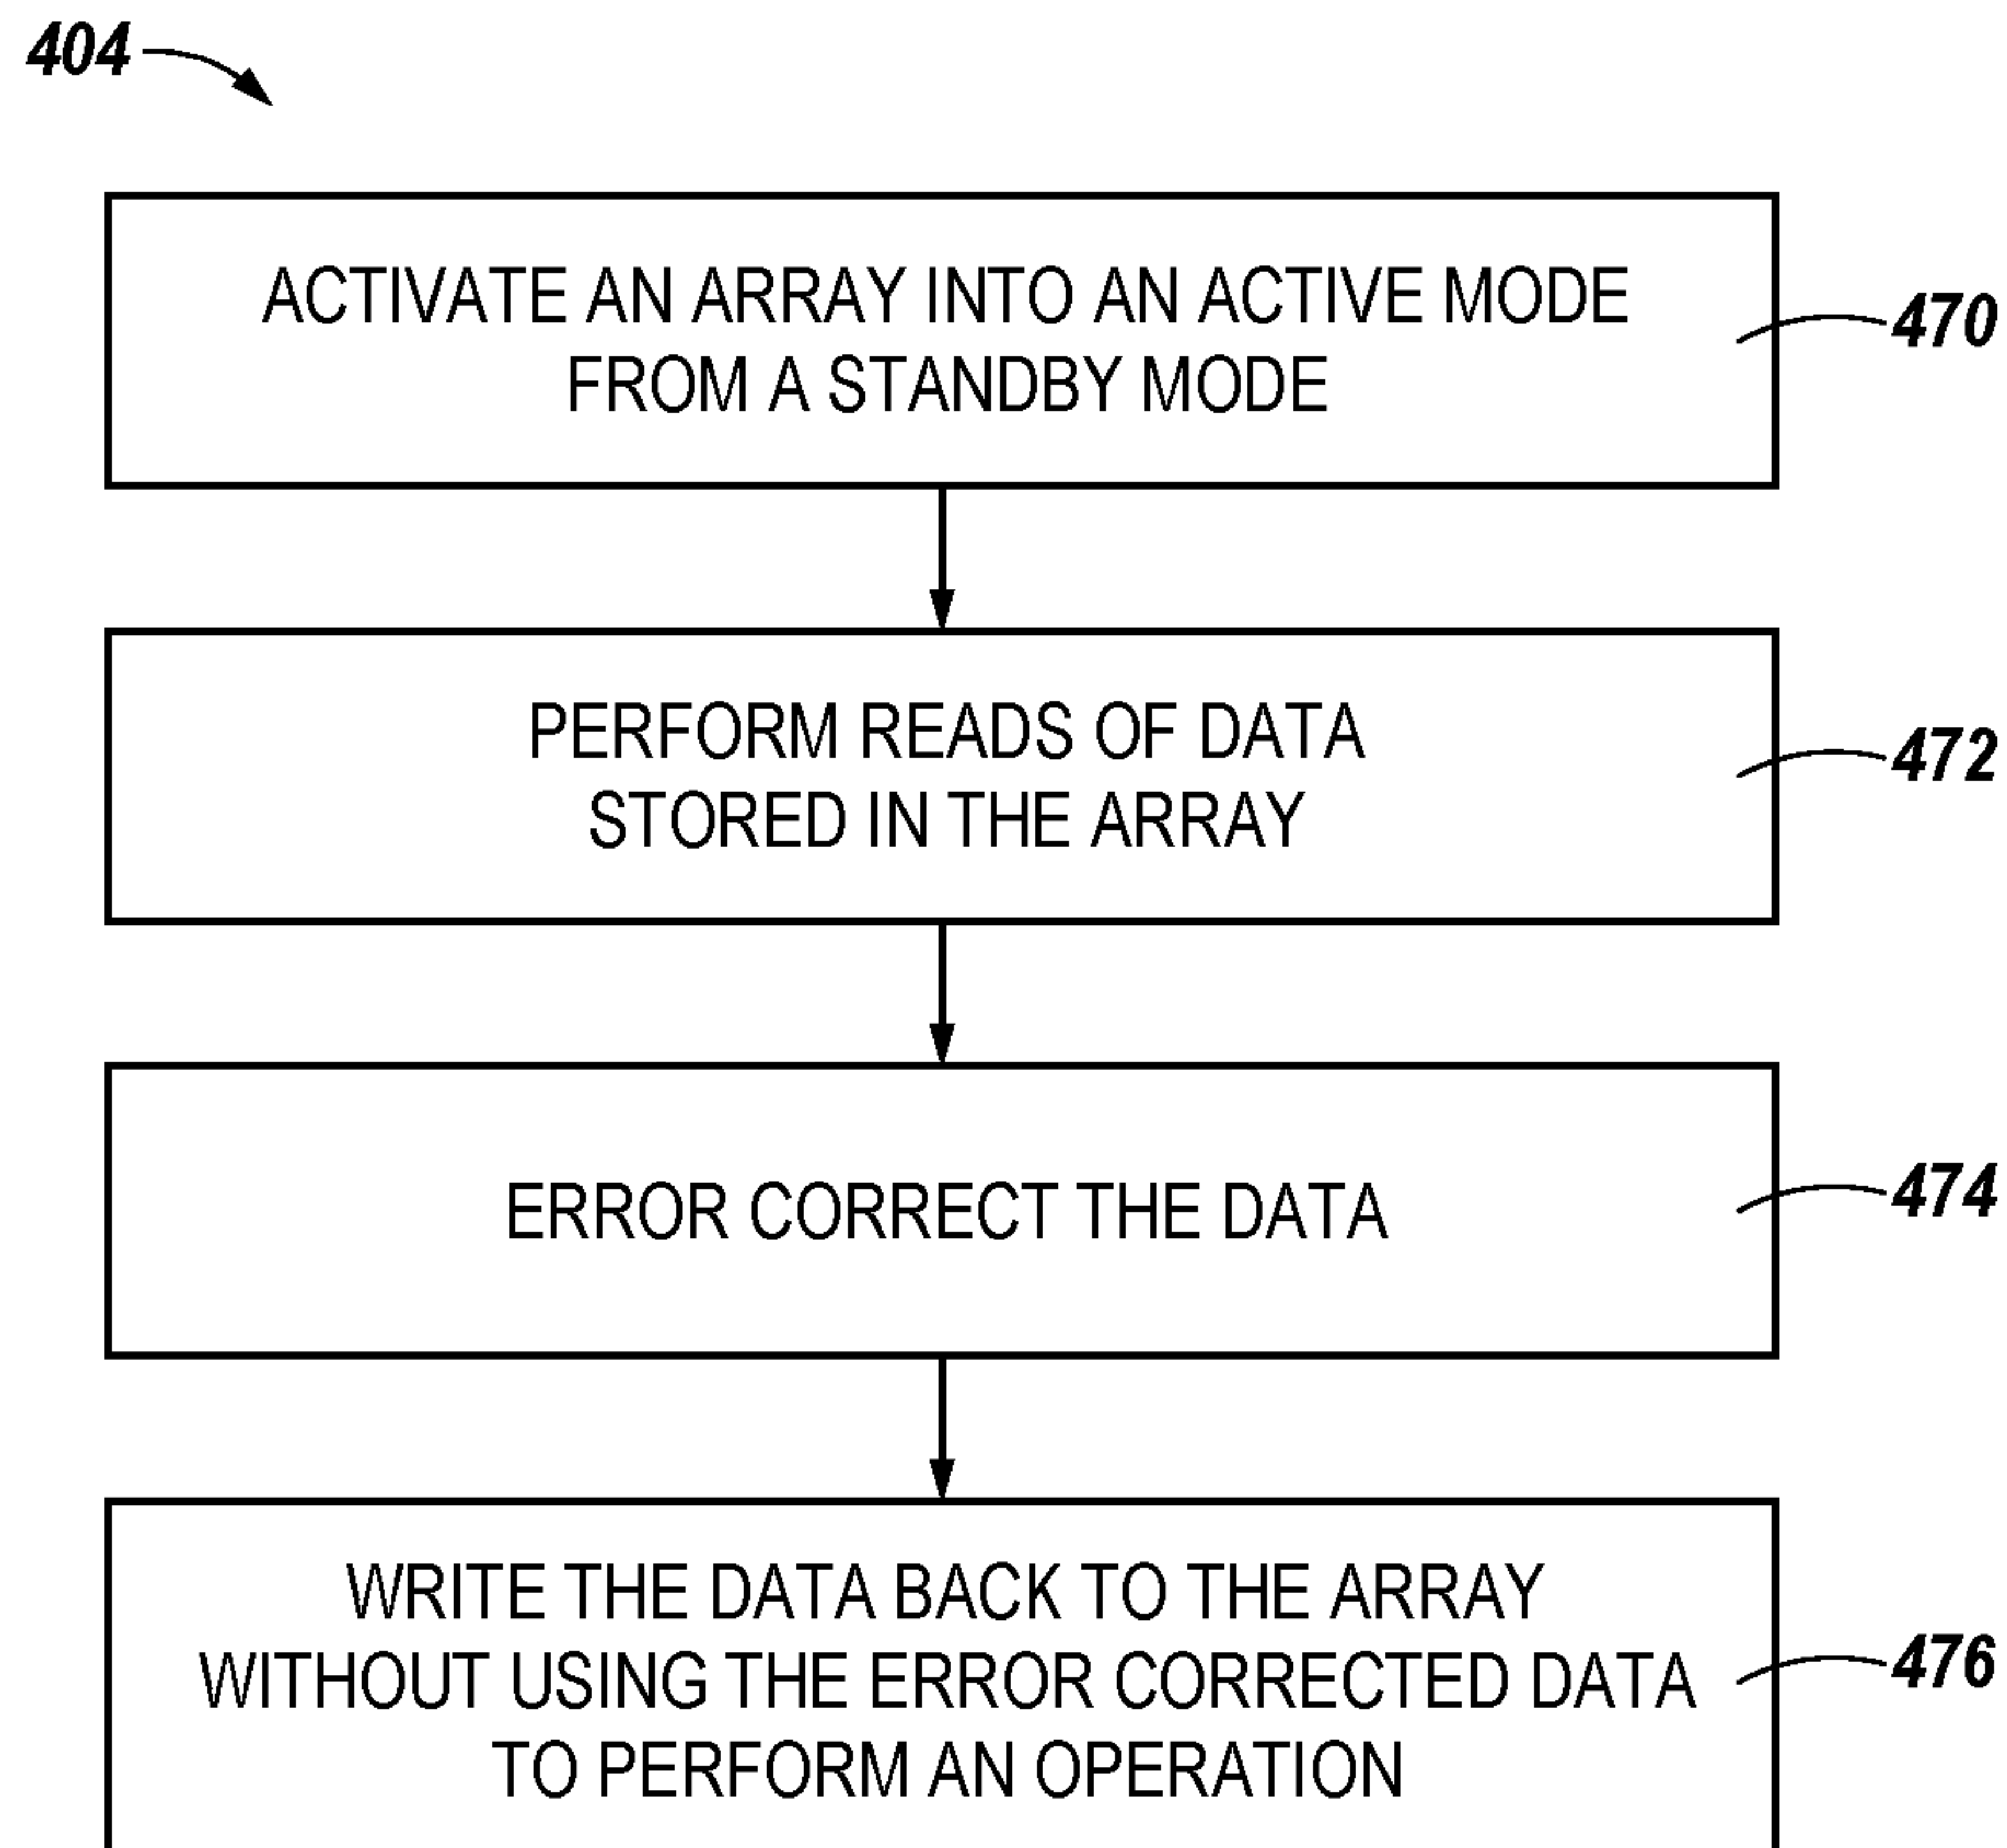 404
ACTIVATE AN ARRAY INTO AN ACTIVE MODE
FROM A STANDBY MODE
470
PERFORM READS OF DATA
STORED IN THE ARRAY
472
ERROR CORRECT THE DATA
474
WRITE THE DATA BACK TO THE ARRAY
WITHOUT USING THE ERROR CORRECTED DATA
TO PERFORM AN OPERATION
476